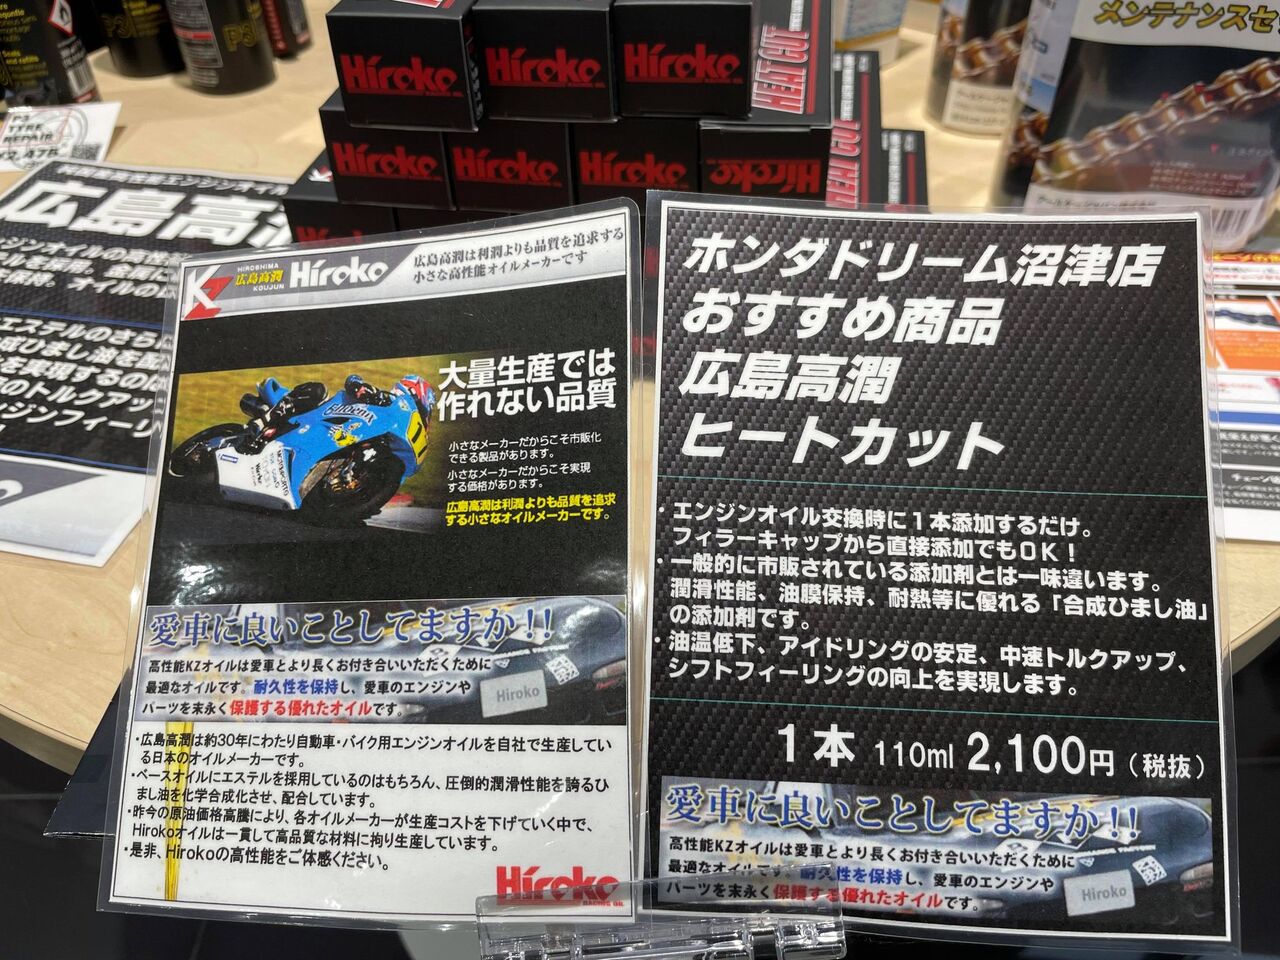 Hiroko
RACING OIL
Hiroko
Hiroko
HEAT CUT
Hiroko
Hiroko
Hiroko
Hiroko
HEAT CUT
メンテナンスセ
P3
TYRE
REPAIR
¥2,475
広島高潤
KZ
HIROSHIMA
広島高潤
KOUJUN
Hiroko
広島高潤は利潤よりも品質を追求する
小さな高性能オイルメーカーです
大量生産では
作れない品質
小さなメーカーだからこそ市販化
できる製品があります。
小さなメーカーだからこそ実現
する価格があります。
広島高潤は利潤よりも品質を追求
する小さなオイルメーカーです。
愛車に良いことしてますか!!
高性能KZオイルは愛車とより長くお付き合いいただくために
最適なオイルです。耐久性を保持し、愛車のエンジンや
パーツを末永く保護する優れたオイルです。
Hiroko
・広島高潤は約30年にわたり自動車・バイク用エンジンオイルを自社で生産してい
る日本のオイルメーカーです。
・ベースオイルにエステルを採用しているのはもちろん、圧倒的潤滑性能を誇るひ
まし油を化学合成化させ、配合しています。
・昨今の原油価格高騰により、各オイルメーカーが生産コストを下げていく中で、
Hirokoオイルは一貫して高品質な材料に拘り生産しています。
・是非、Hirokoの高性能をご体感ください。
Hiroko
RACING OIL
ホンダドリーム沼津店
おすすめ商品
広島高潤
ヒートカット
・エンジンオイル交換時に1本添加するだけ。
フィラーキャップから直接添加でもOK!
・一般的に市販されている添加剤とは一味違います。
潤滑性能、油膜保持、耐熱等に優れる「合成ひまし油」
の添加剤です。
・油温低下、アイドリングの安定、中速トルクアップ、
シフトフィーリングの向上を実現します。
1本 110ml 2,100円(税抜)
愛車に良いことしてますか!!
高性能KZオイルは愛車とより長くお付き合いいただくために
最適なオイルです。耐久性を保持し、愛車のエンジンや
パーツを末永く保護する優れたオイルです。
Hiroko